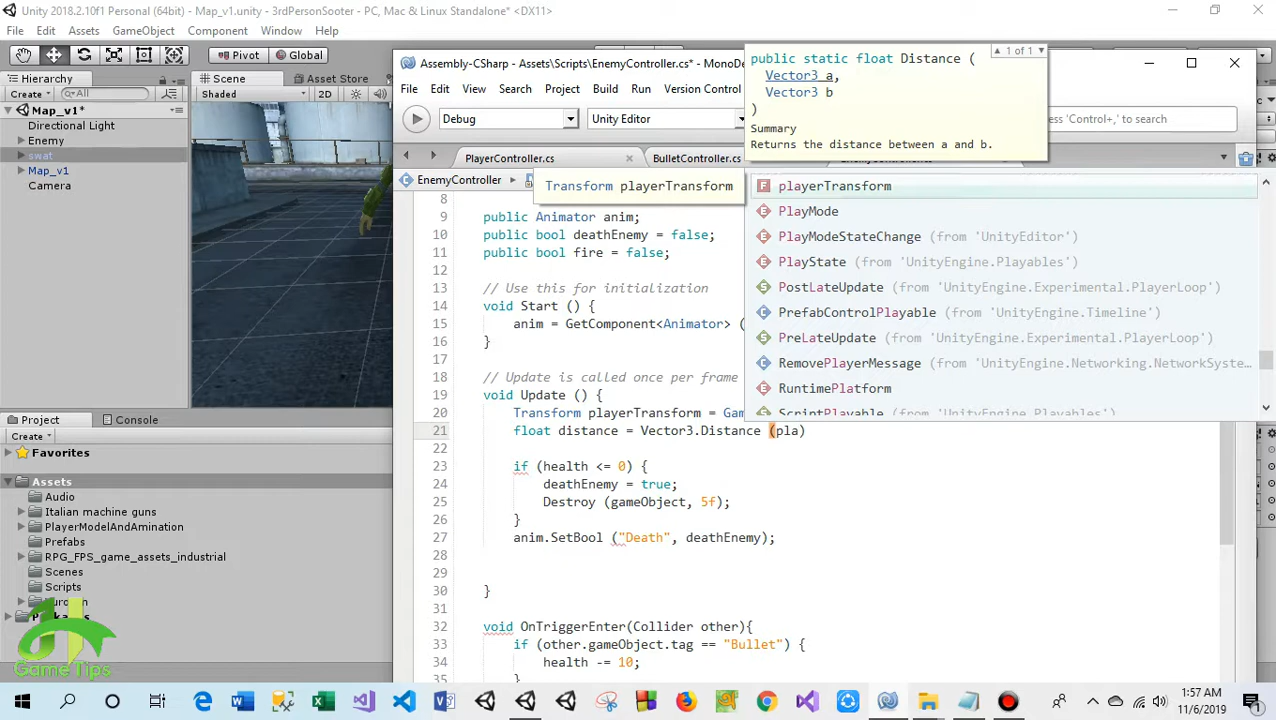 Unity 2018.2.10f1 Personal (64bit) - Map_v1.unity - 3rdPersonSooter - PC, Mac & Linux Standalone* <DX11>
File Edit Assets GameObject Component Window Help
Pivot Global
Hierarchy
Scene Asset Store
Create All
Shaded 2D
Map_v1*
Directional Light
Enemy
swat
Map_v1
Camera
Project Console
Create
Favorites
Assets
Audio
Italian machine guns
PlayerModelAndAmination
Prefabs
RPG_FPS_game_assets_industrial
Scenes
Scripts
Game Tips
Assembly-CSharp - Assets\Scripts\EnemyController.cs* - MonoDe
File Edit View Search Project Build Run Version Control
Debug Unity Editor
Press 'Control+,' to search
PlayerController.cs BulletController.cs
EnemyController
Transform playerTransform
public static float Distance (
Vector3 a,
Vector3 b
)
Summary
Returns the distance between a and b.
1 of 1
playerTransform
PlayMode
PlayModeStateChange (from 'UnityEditor')
PlayState (from 'UnityEngine.Playables')
PostLateUpdate (from 'UnityEngine.Experimental.PlayerLoop')
PrefabControlPlayable (from 'UnityEngine.Timeline')
PreLateUpdate (from 'UnityEngine.Experimental.PlayerLoop')
RemovePlayerMessage (from 'UnityEngine.Networking.NetworkSyste...
RuntimePlatform
ScriptPlayable (from 'UnityEngine.Playables')
8
9 public Animator anim;
10 public bool deathEnemy = false;
11 public bool fire = false;
12
13 // Use this for initialization
14 void Start () {
15 anim = GetComponent<Animator> (
16 }
17
18 // Update is called once per frame
19 void Update () {
20 Transform playerTransform = Gam
21 float distance = Vector3.Distance (pla)
22
23 if (health <= 0) {
24 deathEnemy = true;
25 Destroy (gameObject, 5f);
26 }
27 anim.SetBool ("Death", deathEnemy);
28
29
30 }
31
32 void OnTriggerEnter(Collider other){
33 if (other.gameObject.tag == "Bullet") {
34 health -= 10;
35 }
1:57 AM
11/6/2019